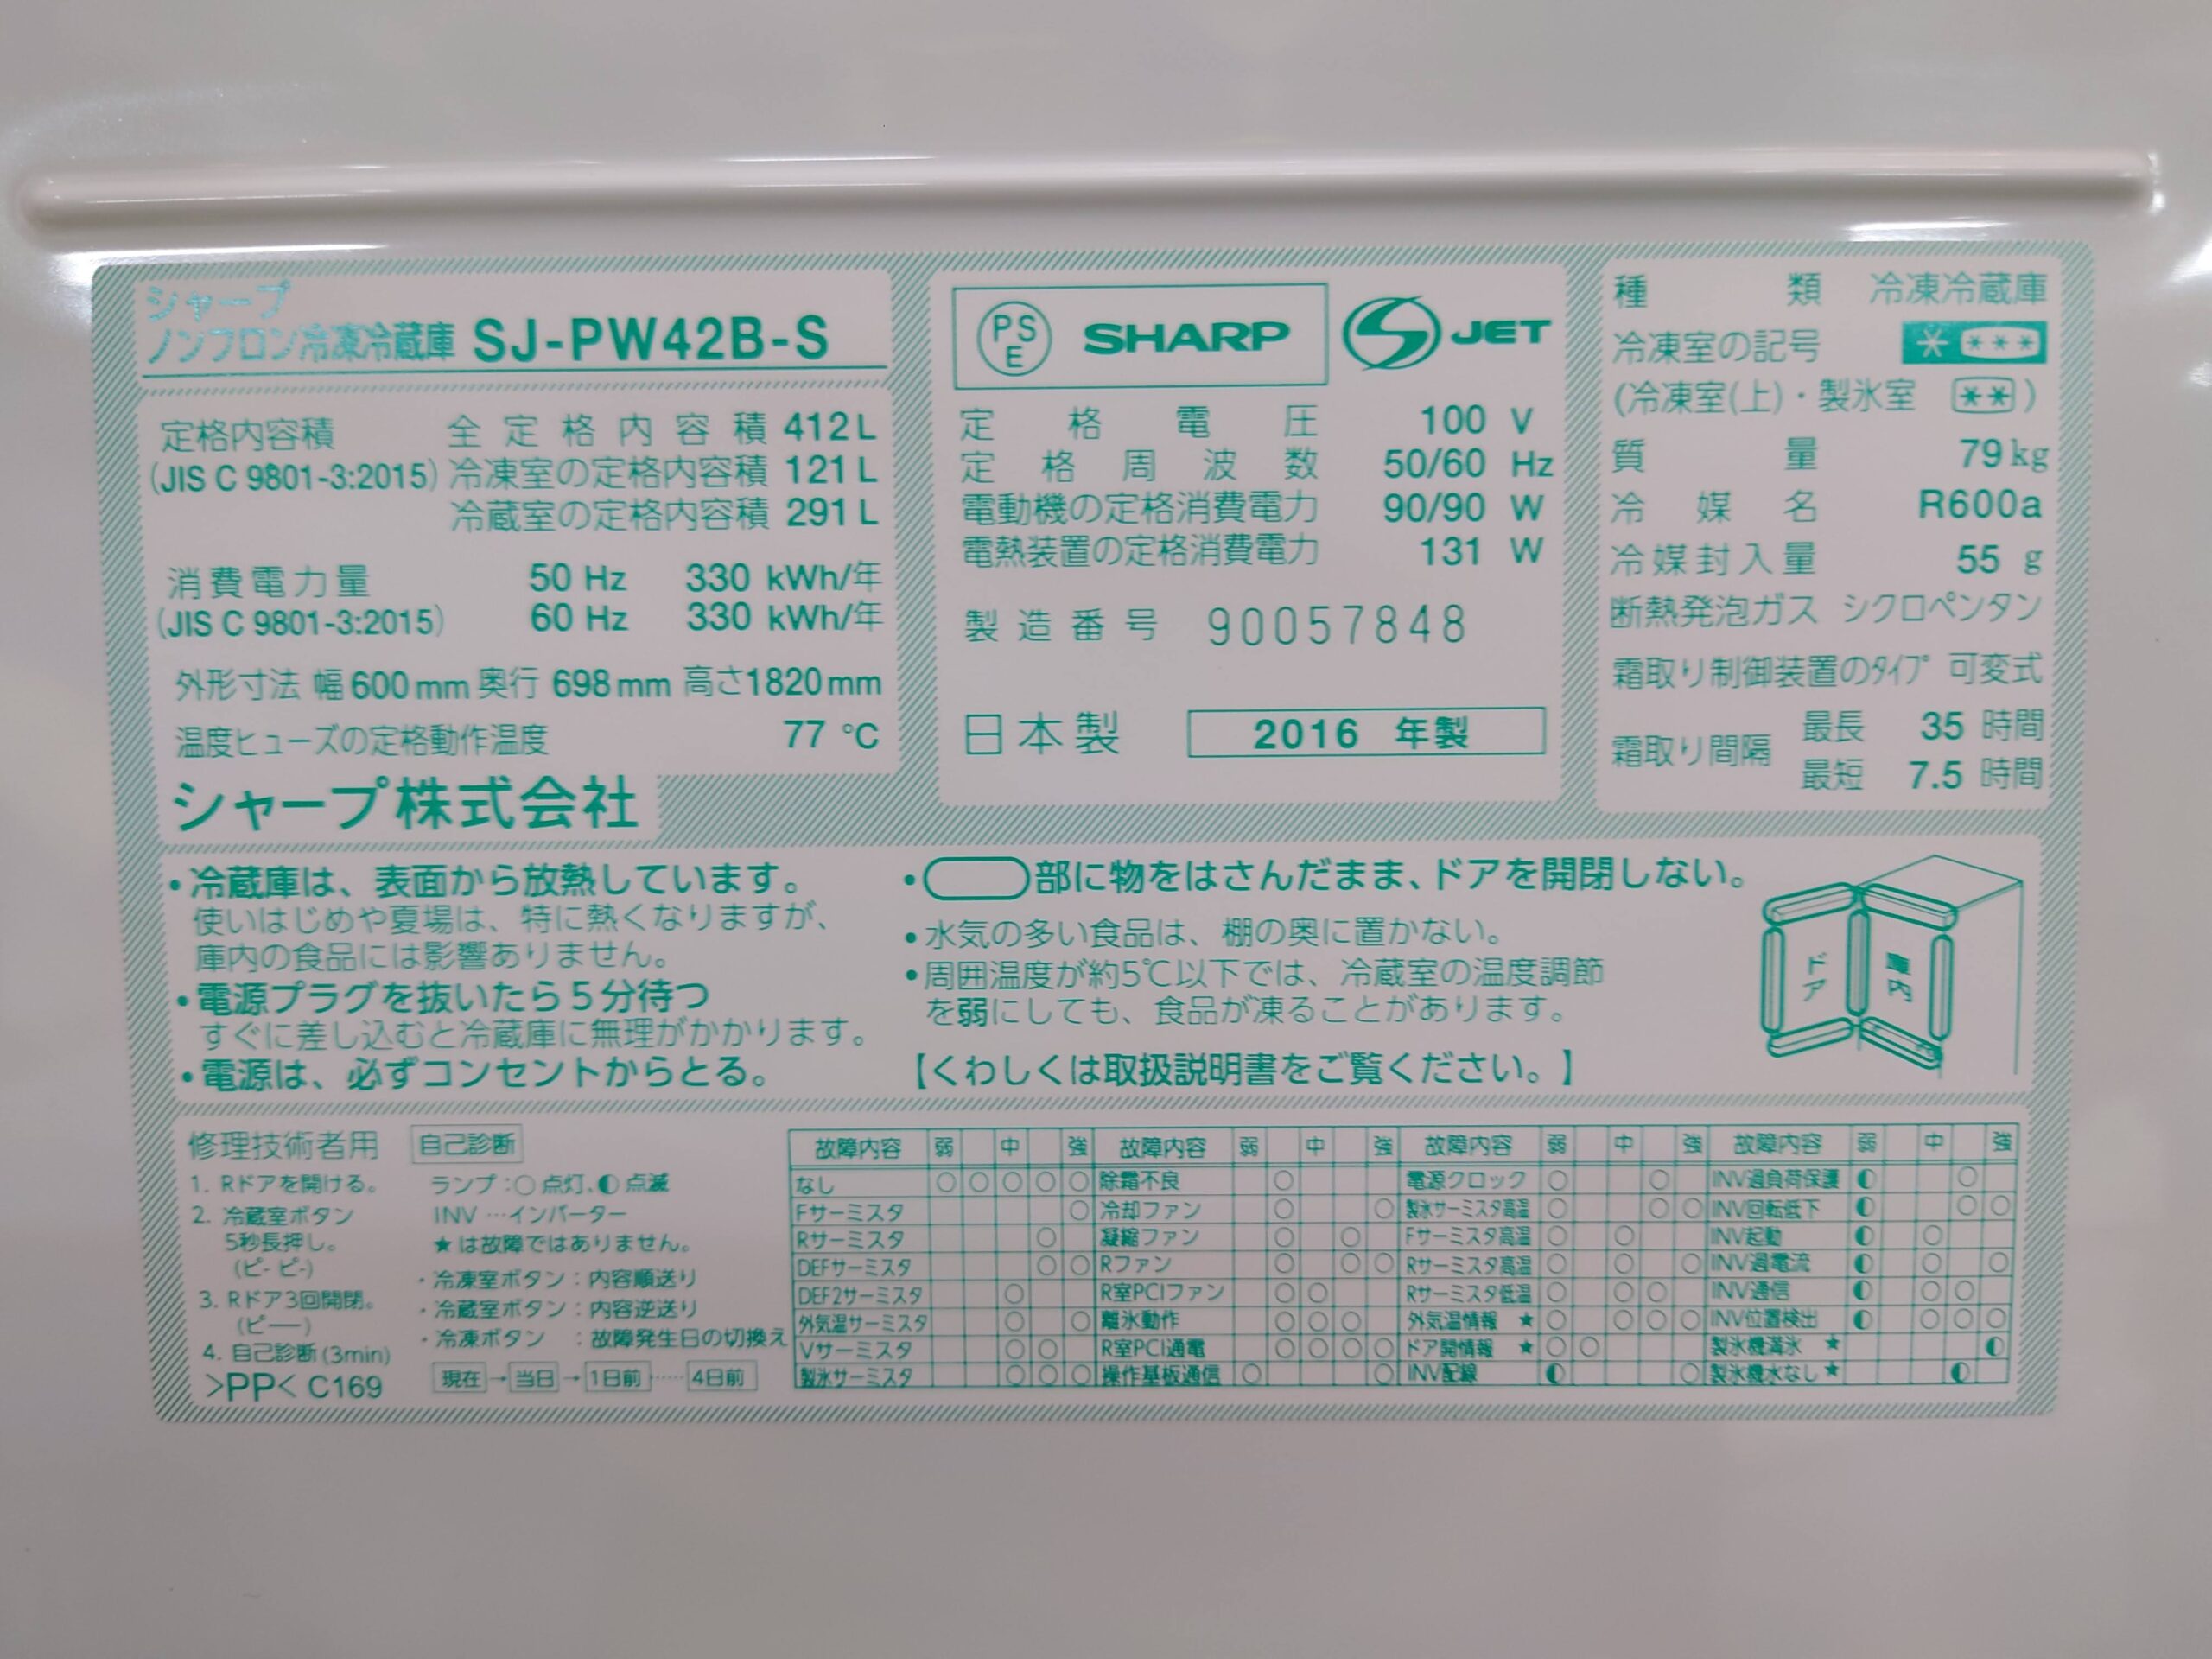 シャープ
ノンフロン冷凍冷蔵庫 SJ-PW42B-S
定格内容積 全定格内容積 412L
(JIS C 9801-3:2015) 冷凍室の定格内容積 121L
冷蔵室の定格内容積 291L
消費電力量 50 Hz 330 kWh/年
(JIS C 9801-3:2015) 60 Hz 330 kWh/年
外形寸法 幅600mm 奥行698mm 高さ1820mm
温度ヒューズの定格動作温度 77 ℃
シャープ株式会社
PS
E
SHARP
JET
定格電圧 100 V
定格周波数 50/60 Hz
電動機の定格消費電力 90/90 W
電熱装置の定格消費電力 131 W
製造番号 90057848
日本製 2016 年製
種類 冷凍冷蔵庫
冷凍室の記号 * ***
(冷凍室(上)・製氷室 **)
質量 79kg
冷媒名 R600a
冷媒封入量 55 g
断熱発泡ガス シクロペンタン
霜取り制御装置のタイプ 可変式
霜取り間隔 最長 35 時間
最短 7.5 時間
・冷蔵庫は、表面から放熱しています。
使いはじめや夏場は、特に熱くなりますが、
庫内の食品には影響ありません。
・電源プラグを抜いたら5分待つ
すぐに差し込むと冷蔵庫に無理がかかります。
・電源は、必ずコンセントからとる。
・部に物をはさんだまま、ドアを開閉しない。
・水気の多い食品は、棚の奥に置かない。
・周囲温度が約5℃以下では、冷蔵室の温度調節
を弱にしても、食品が凍ることがあります。
【くわしくは取扱説明書をご覧ください。】
ドア 庫内
修理技術者用 自己診断
1. Rドアを開ける。
2. 冷蔵室ボタン
5秒長押し。
(ピ- ピ-)
3. Rドア3回開閉。
(ピ──)
4. 自己診断(3min)
>PP< C169
ランプ:○点灯、◐点滅
INV …インバーター
★は故障ではありません。
・冷凍室ボタン:内容順送り
・冷蔵室ボタン:内容逆送り
・冷凍ボタン :故障発生日の切換え
現在→当日→1日前……4日前
故障内容 弱 中 強 故障内容 弱 中 強 故障内容 弱 中 強 故障内容 弱 中 強
なし ○ ○ ○ ○ ○ 除霜不良 ○ 電源クロック ○ ○ INV過負荷保護 ◐ ○
Fサーミスタ ○ 冷却ファン ○ ○ 製氷サーミスタ高温 ○ ○ ○ INV回転低下 ◐ ○ ○
Rサーミスタ ○ 凝縮ファン ○ ○ Fサーミスタ高温 ○ ○ INV起動 ◐ ○
DEFサーミスタ ○ ○ Rファン ○ ○ ○ Rサーミスタ高温 ○ ○ ○ INV過電流 ◐ ○ ○
DEF2サーミスタ ○ R室PCIファン ○ ○ Rサーミスタ低温 ○ ○ ○ INV通信 ◐ ○ ○
外気温サーミスタ ○ ○ 離氷動作 ○ ○ ○ 外気温情報 ★ ○ ○ ○ ○ INV位置検出 ◐ ○ ○ ○
Vサーミスタ ○ ○ R室PCI通電 ○ ○ ○ ○ ドア開情報 ★ ○ ○ 製氷機満氷 ★ ◐
製氷サーミスタ ○ ○ ○ 操作基板通信 ○ ○ INV配線 ◐ ○ 製氷機水なし ★ ◐